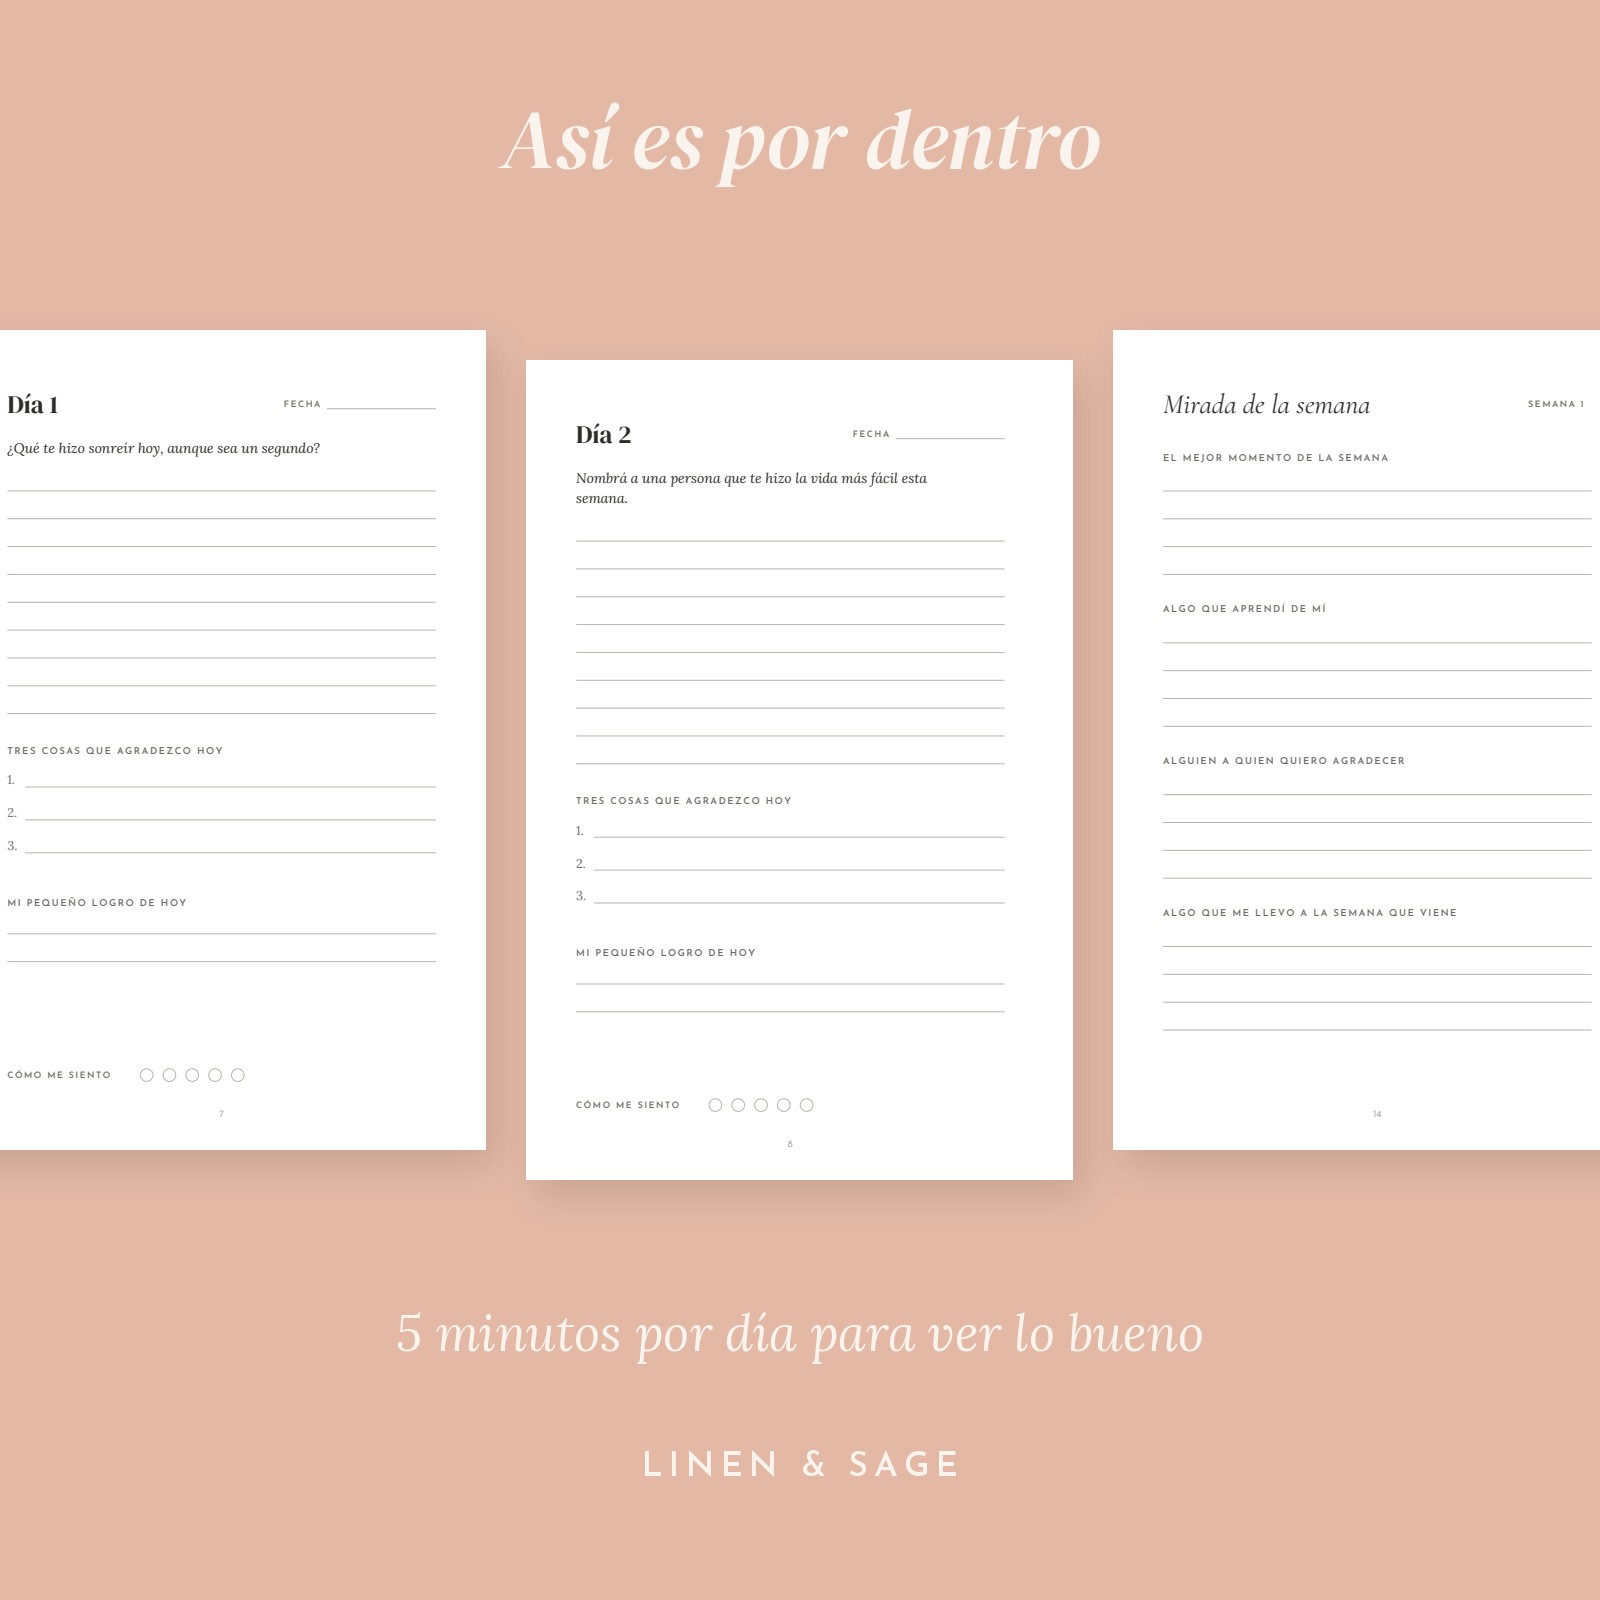 Así es por dentro
Día 1
FECHA
¿Qué te hizo sonreír hoy, aunque sea un segundo?
TRES COSAS QUE AGRADEZCO HOY
1.
2.
3.
MI PEQUEÑO LOGRO DE HOY
CÓMO ME SIENTO
7
Día 2
FECHA
Nombrá a una persona que te hizo la vida más fácil esta
semana.
TRES COSAS QUE AGRADEZCO HOY
1.
2.
3.
MI PEQUEÑO LOGRO DE HOY
CÓMO ME SIENTO
8
Mirada de la semana
SEMANA 1
EL MEJOR MOMENTO DE LA SEMANA
ALGO QUE APRENDÍ DE MÍ
ALGUIEN A QUIEN QUIERO AGRADECER
ALGO QUE ME LLEVO A LA SEMANA QUE VIENE
14
5 minutos por día para ver lo bueno
LINEN & SAGE